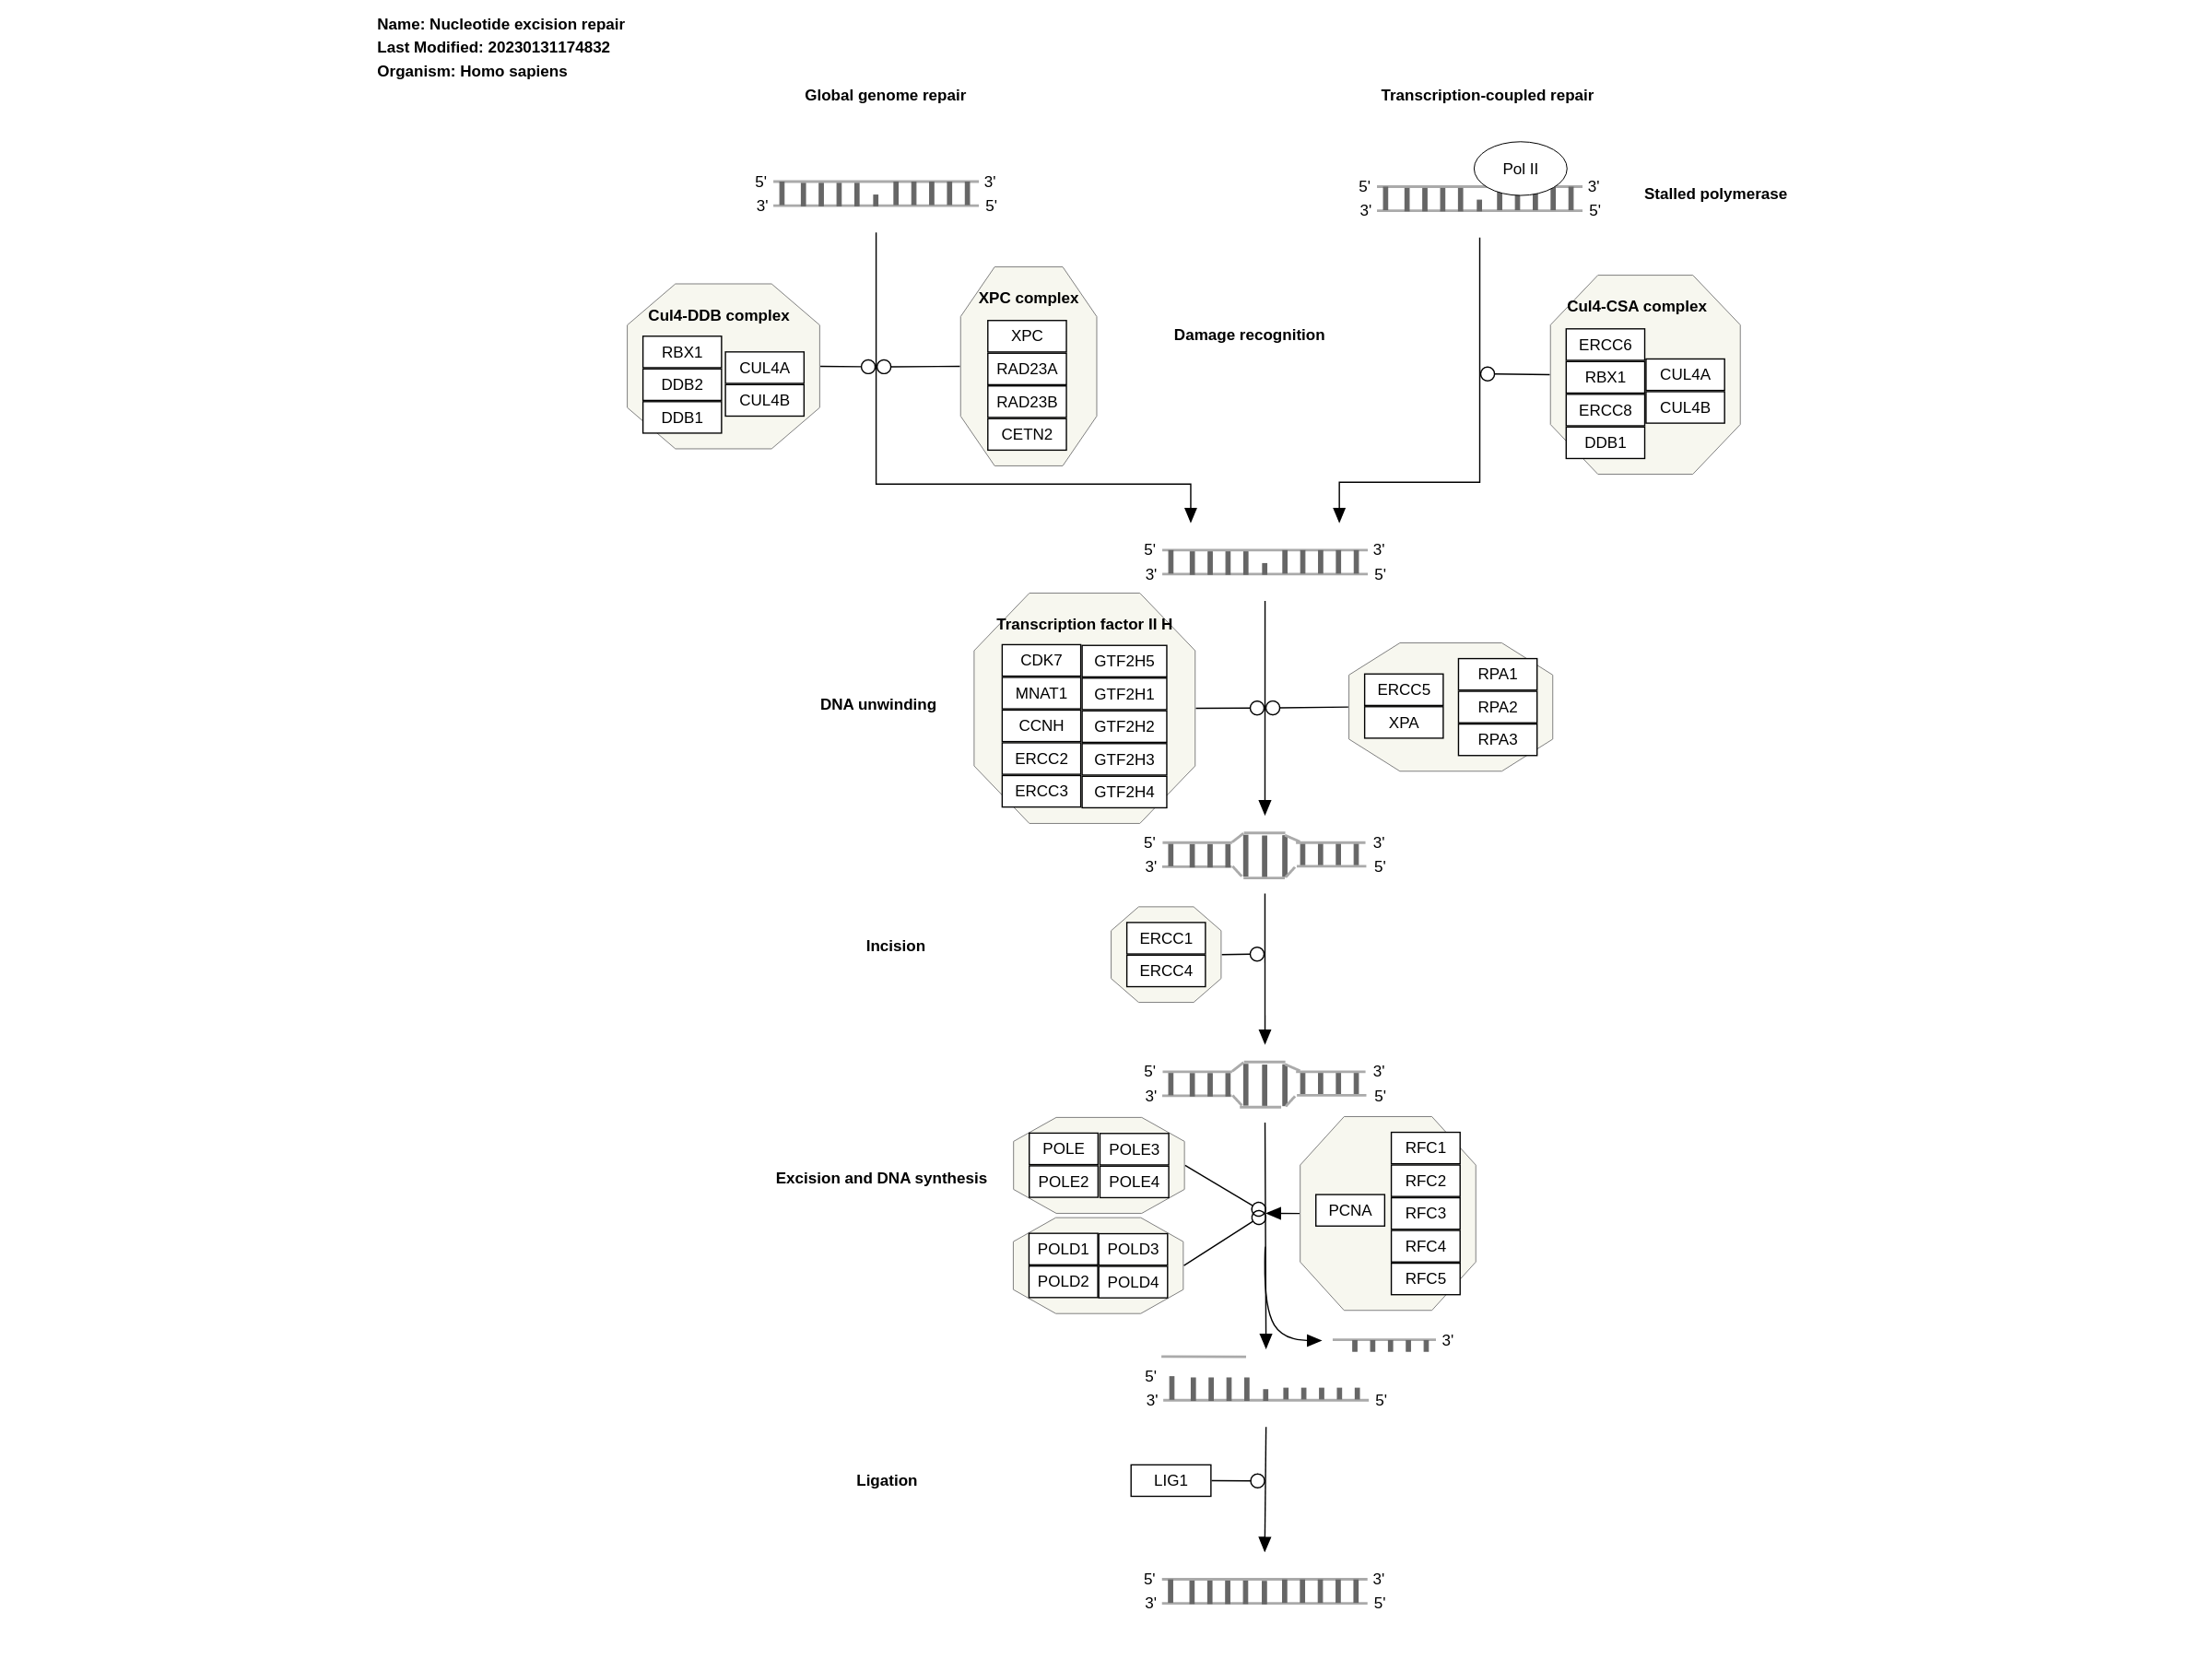 Name: Nucleotide excision repair
Last Modified: 20230131174832
Organism: Homo sapiens
Global genome repair
Transcription-coupled repair
Pol II
5' 3'
3' 5'
5' 3'
3' 5'
Stalled polymerase
Cul4-DDB complex
RBX1
DDB2
DDB1
CUL4A
CUL4B
XPC complex
XPC
RAD23A
RAD23B
CETN2
Damage recognition
Cul4-CSA complex
ERCC6
RBX1
ERCC8
DDB1
CUL4A
CUL4B
5' 3'
3' 5'
DNA unwinding
Transcription factor II H
CDK7
MNAT1
CCNH
ERCC2
ERCC3
GTF2H5
GTF2H1
GTF2H2
GTF2H3
GTF2H4
ERCC5
XPA
RPA1
RPA2
RPA3
5' 3'
3' 5'
Incision
ERCC1
ERCC4
5' 3'
3' 5'
Excision and DNA synthesis
POLE
POLE2
POLE3
POLE4
POLD1
POLD2
POLD3
POLD4
PCNA
RFC1
RFC2
RFC3
RFC4
RFC5
3'
5'
3' 5'
Ligation
LIG1
5' 3'
3' 5'